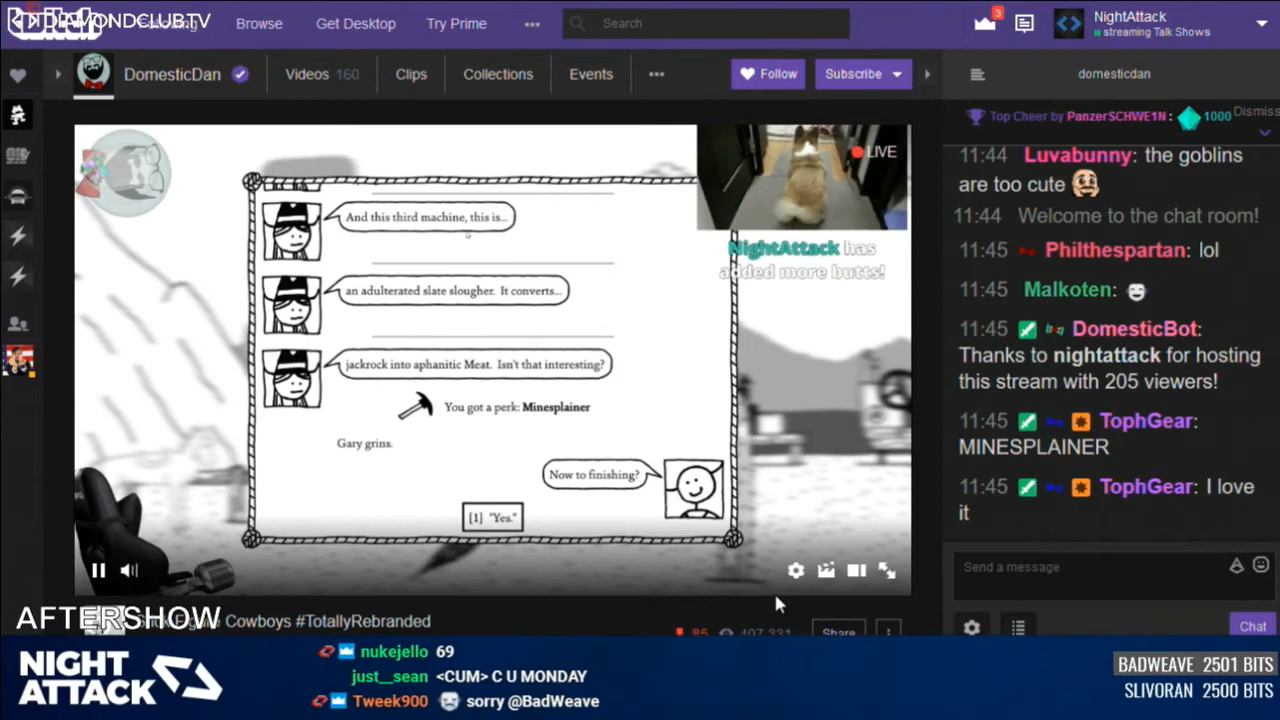 DIAMONDCLUB.TV
Browse
Get Desktop
Try Prime
Search
3
NightAttack
streaming Talk Shows
DomesticDan
Videos 160
Clips
Collections
Events
Follow
Subscribe
domesticdan
Top Cheer by PanzerSCHWE1N: 1000
Dismiss
LIVE
NightAttack has
added more butts!
And this third machine, this is...
an adulterated slate slougher. It converts...
jackrock into aphanitic Meat. Isn't that interesting?
You got a perk: Minesplainer
Gary grins.
Now to finishing?
[1] "Yes."
11:44 Luvabunny: the goblins
are too cute
11:44 Welcome to the chat room!
11:45 Philthespartan: lol
11:45 Malkoten:
11:45 DomesticBot:
Thanks to nightattack for hosting
this stream with 205 viewers!
11:45 TophGear:
MINESPLAINER
11:45 TophGear: I love
it
Send a message
Chat
AFTERSHOW
Cowboys #TotallyRebranded
85 497,331
Share
NIGHT
ATTACK
nukejello 69
just__sean <CUM> C U MONDAY
Tweek900 sorry @BadWeave
BADWEAVE 2501 BITS
SLIVORAN 2500 BITS